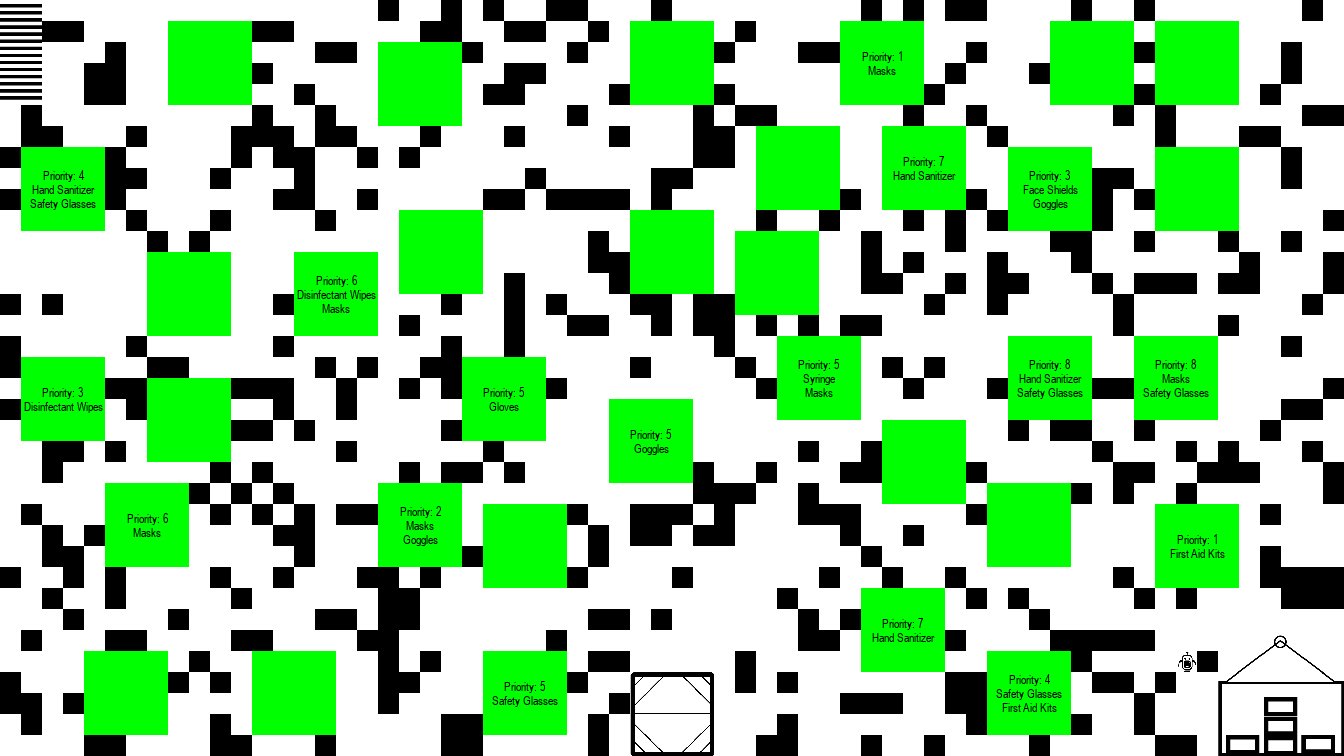 Priority: 1
Masks
Priority: 7
Hand Sanitizer
Priority: 4
Hand Sanitizer
Safety Glasses
Priority: 3
Face Shields
Goggles
Priority: 6
Disinfectant Wipes
Masks
Priority: 5
Syringe
Masks
Priority: 8
Hand Sanitizer
Safety Glasses
Priority: 8
Masks
Safety Glasses
Priority: 3
Disinfectant Wipes
Priority: 5
Gloves
Priority: 5
Goggles
Priority: 6
Masks
Priority: 2
Masks
Goggles
Priority: 1
First Aid Kits
Priority: 7
Hand Sanitizer
Priority: 5
Safety Glasses
Priority: 4
Safety Glasses
First Aid Kits